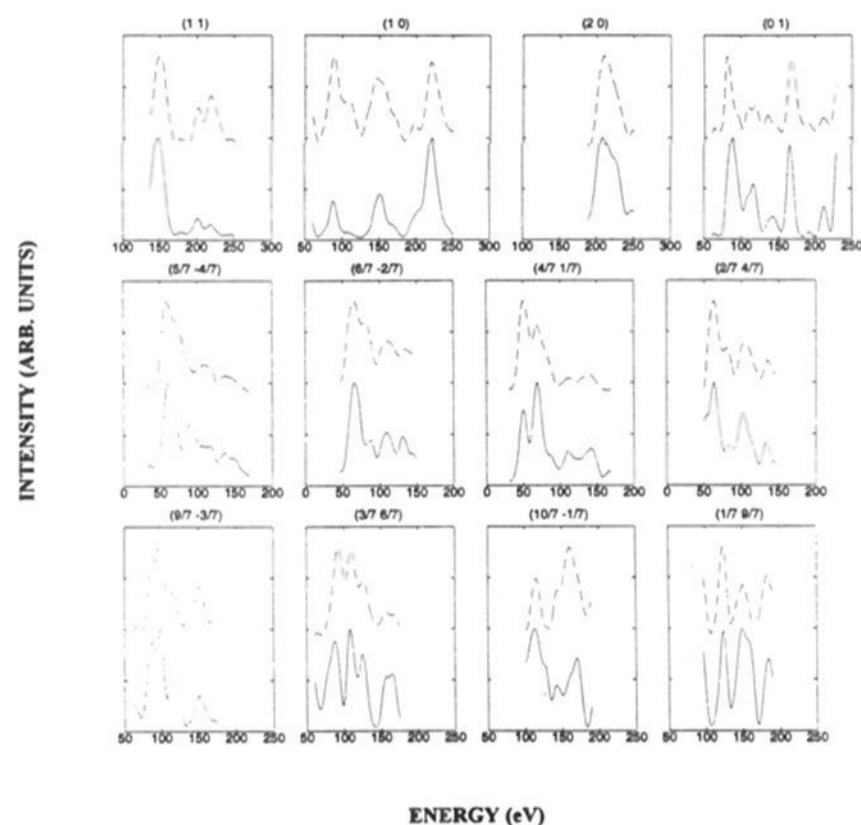 (1 1) (1 0) (2 0) (0 1)
100 150 200 250 300 50 100 150 200 250 300 100 150 200 250 300 50 100 150 200 250
(5/7 -4/7) (6/7 -2/7) (4/7 1/7) (2/7 4/7)
0 50 100 150 200 0 50 100 150 200 0 50 100 150 200 0 50 100 150 200
(9/7 -3/7) (3/7 6/7) (10/7 -1/7) (1/7 9/7)
50 100 150 200 250 50 100 150 200 250 50 100 150 200 250 50 100 150 200 250
INTENSITY (ARB. UNITS)
ENERGY (eV)